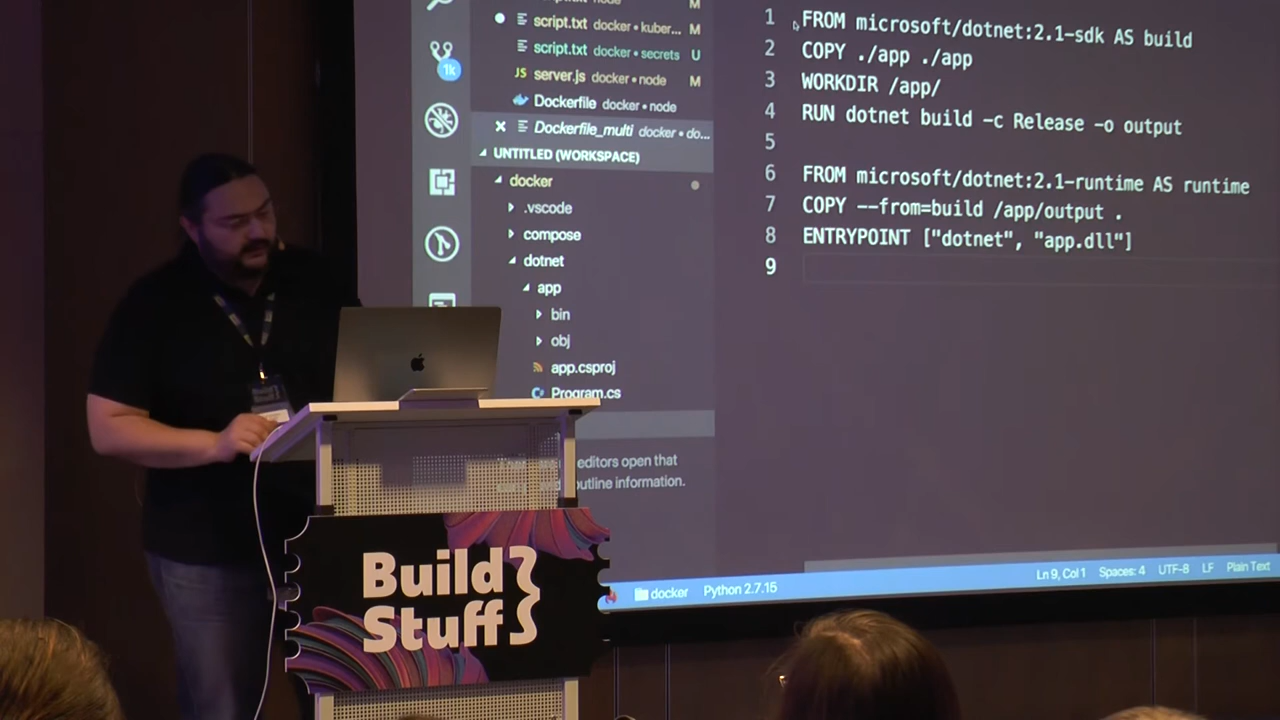 M
script.txt docker • kuber... M
script.txt docker • secrets U
1k
JS server.js docker • node M
Dockerfile docker • node
Dockerfile_multi docker • do...
UNTITLED (WORKSPACE)
docker
.vscode
compose
dotnet
app
bin
obj
app.csproj
C# Program.cs
editors open that
outline information.
1 FROM microsoft/dotnet:2.1-sdk AS build
2 COPY ./app ./app
3 WORKDIR /app/
4 RUN dotnet build -c Release -o output
5
6 FROM microsoft/dotnet:2.1-runtime AS runtime
7 COPY --from=build /app/output .
8 ENTRYPOINT ["dotnet", "app.dll"]
9
docker Python 2.7.15 Ln 9, Col 1 Spaces: 4 UTF-8 LF Plain Text
Build
Stuff
Build
Stuff